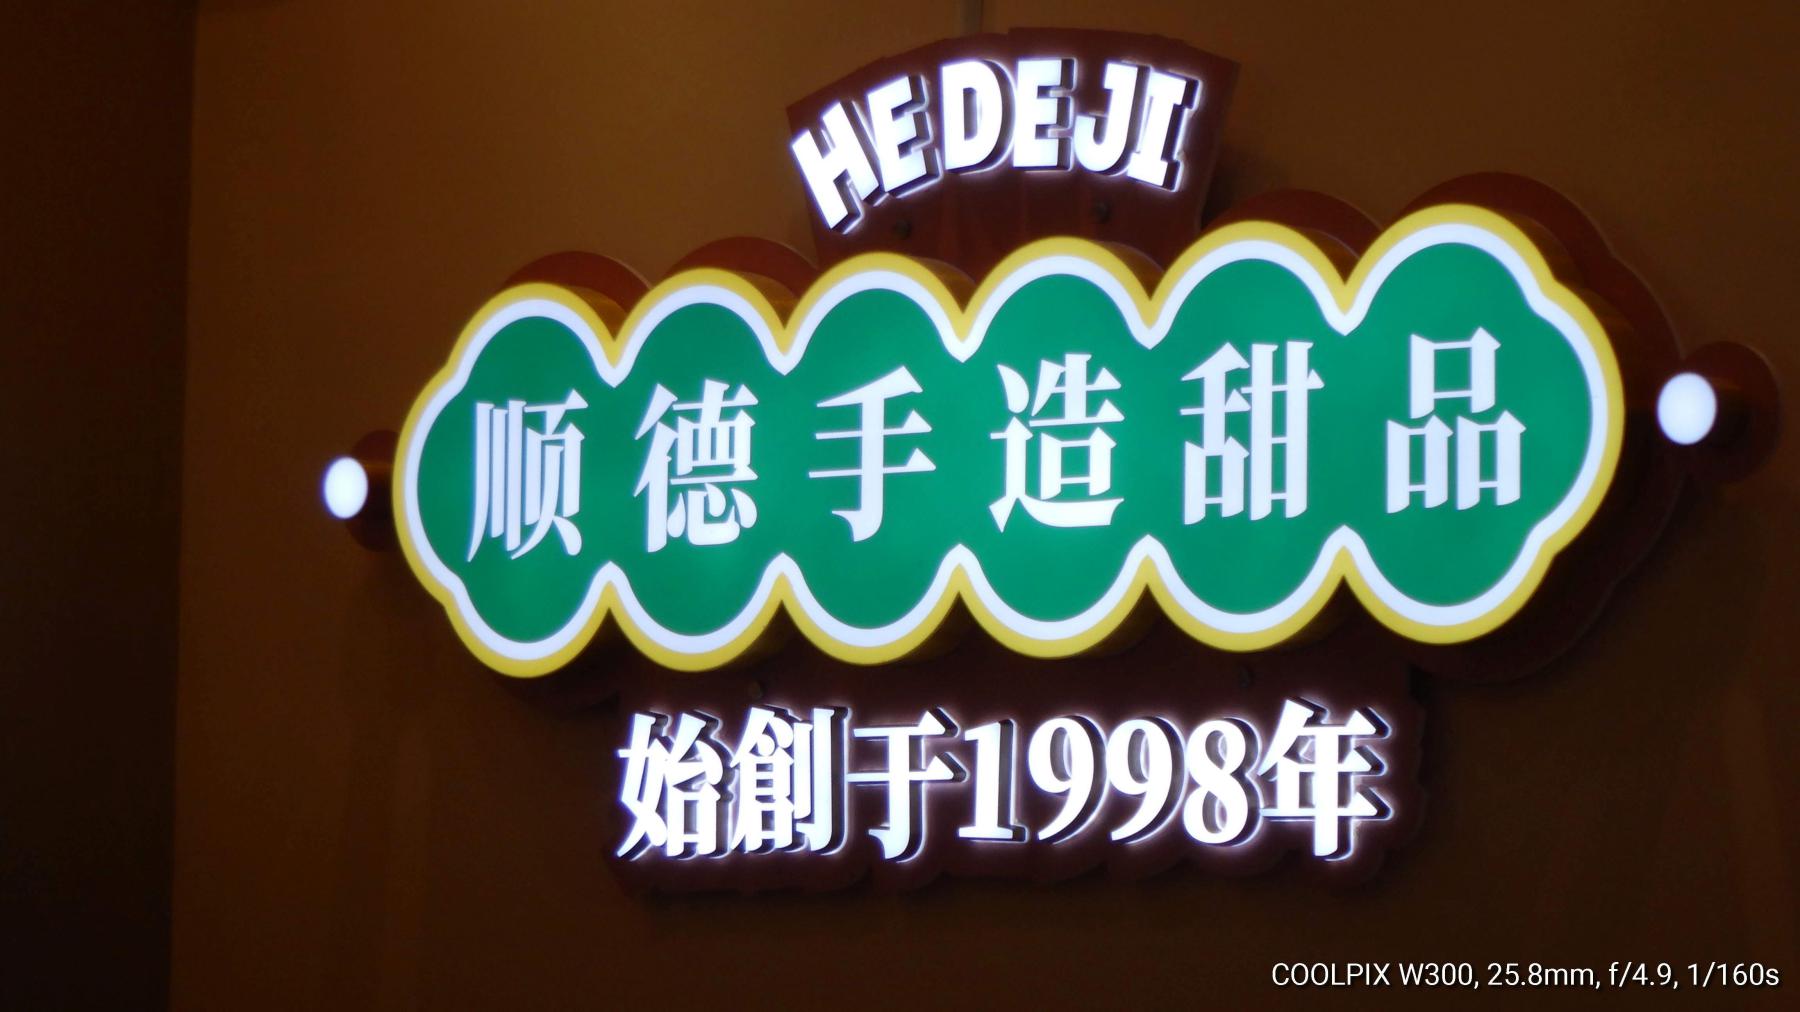 HEDEJI
顺德手造甜品
始創于1998年
COOLPIX W300, 25.8mm, f/4.9, 1/160s